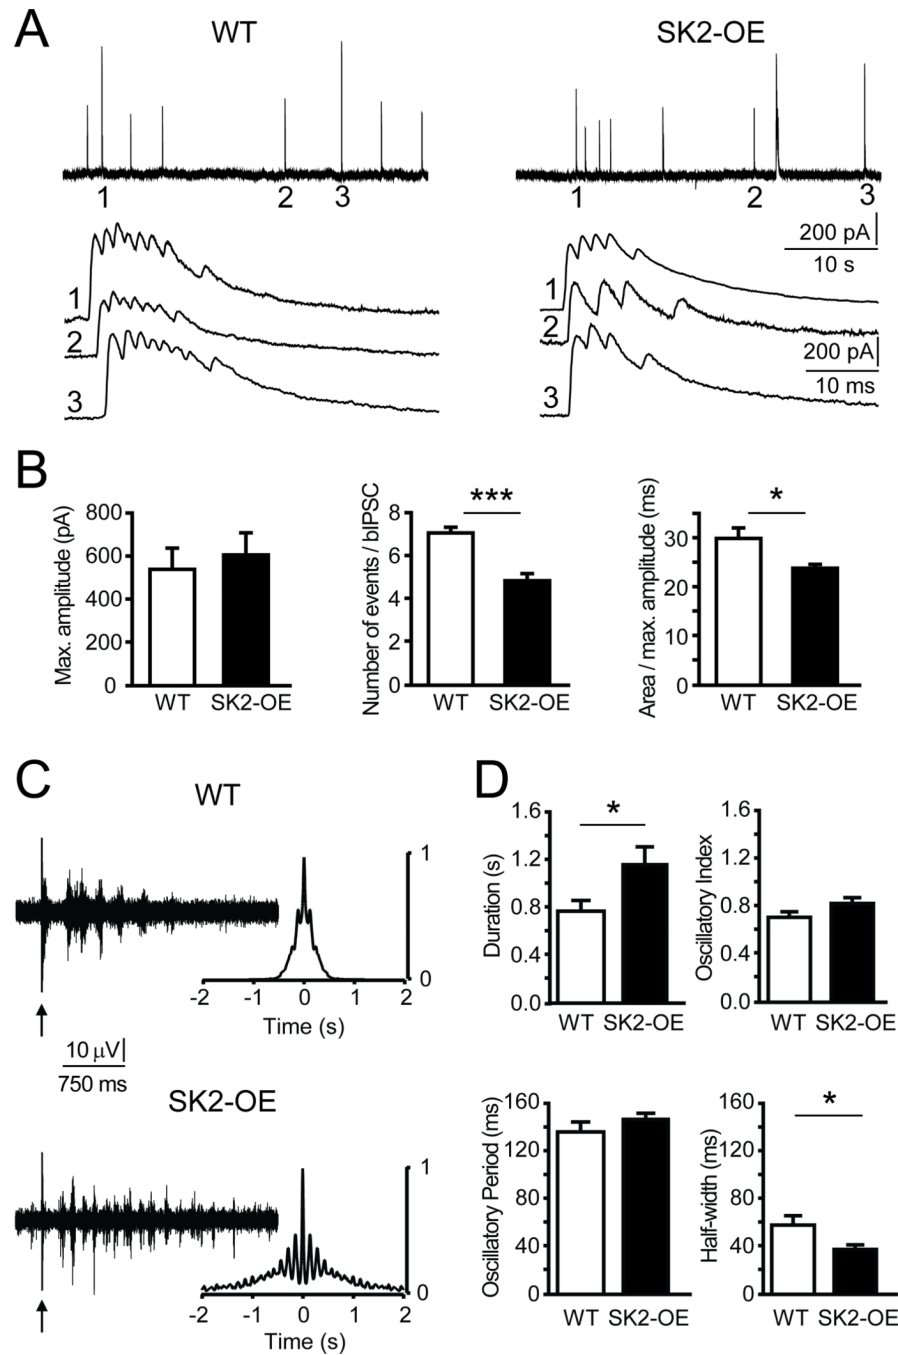 A
WT
SK2-OE
1
2
3
1
2
3
200 pA
10 s
1
2
3
1
2
3
200 pA
10 ms
B
Max. amplitude (pA)
800
600
400
200
0
WT
SK2-OE
Number of events / bIPSC
8
6
4
2
0
***
WT
SK2-OE
Area / max. amplitude (ms)
30
20
10
0
*
WT
SK2-OE
C
WT
1
0
-2
-1
0
1
2
Time (s)
10 µV
750 ms
SK2-OE
1
0
-2
-1
0
1
2
Time (s)
D
Duration (s)
1.6
1.2
0.8
0.4
0.0
*
WT
SK2-OE
Oscillatory Index
1.6
1.2
0.8
0.4
0.0
WT
SK2-OE
Oscillatory Period (ms)
160
120
80
40
0
WT
SK2-OE
Half-width (ms)
160
120
80
40
0
*
WT
SK2-OE